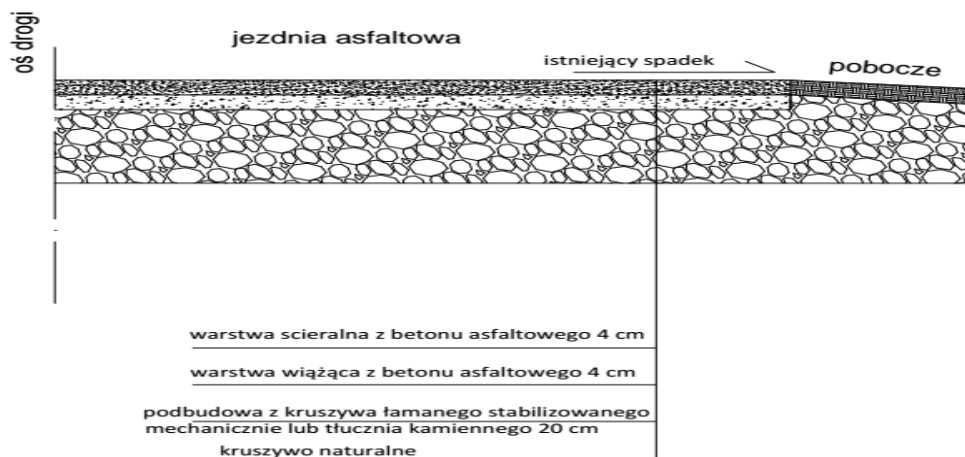 oś drogi
jezdnia asfaltowa
istniejący spadek
pobocze
warstwa scieralna z betonu asfaltowego 4 cm
warstwa wiążąca z betonu asfaltowego 4 cm
podbudowa z kruszywa łamanego stabilizowanego
mechanicznie lub tłucznia kamiennego 20 cm
kruszywo naturalne